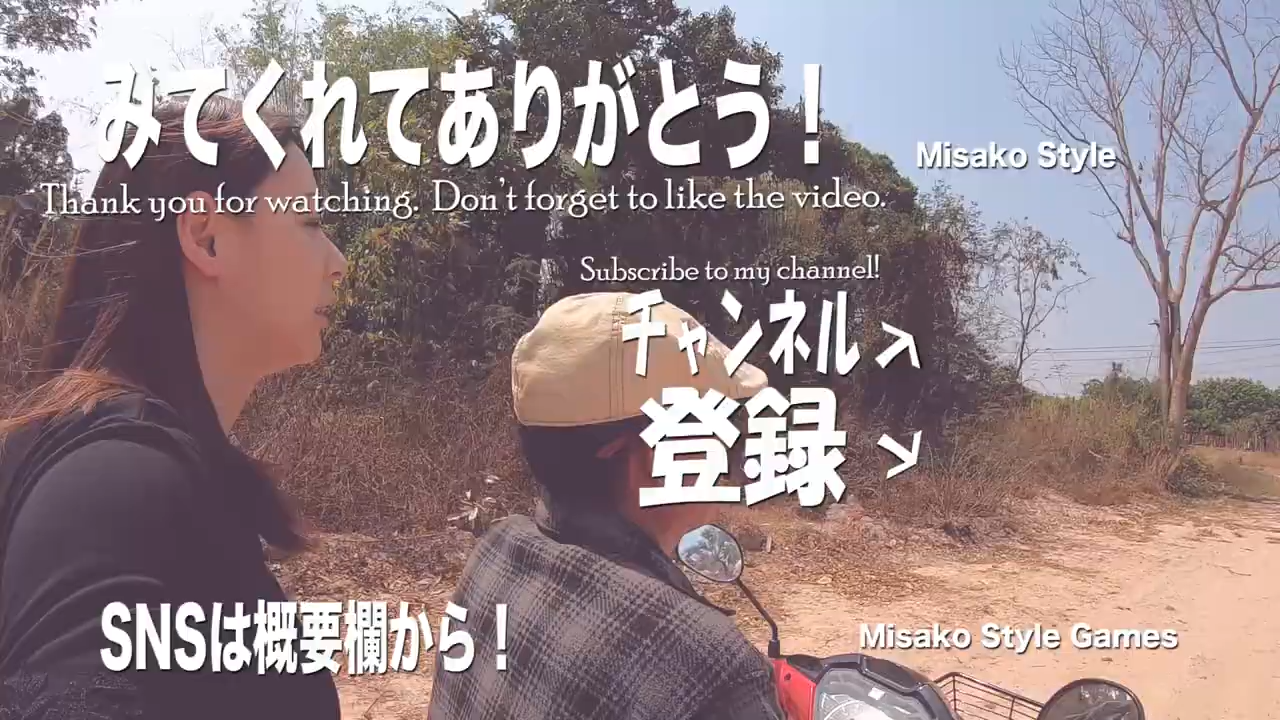 みてくれてありがとう！
Misako Style
Thank you for watching. Don't forget to like the video.
Subscribe to my channel!
チャンネル >
登録 >
SNSは概要欄から！
Misako Style Games